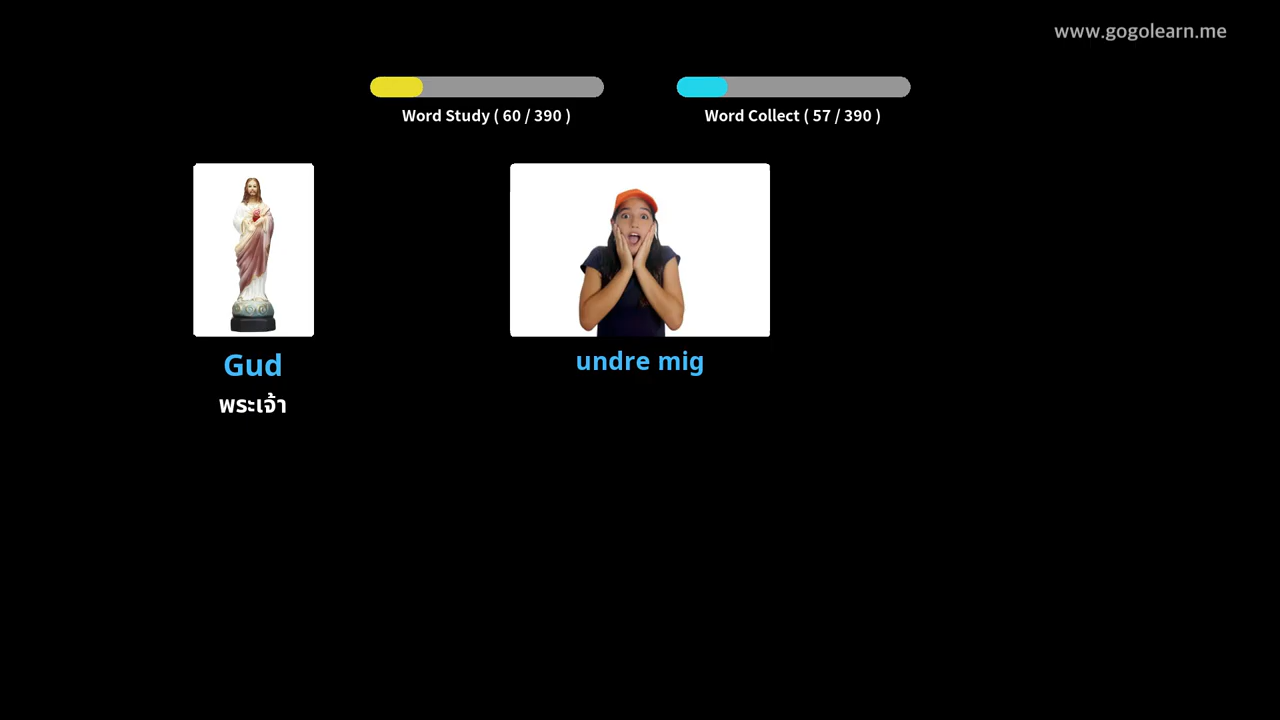 www.gogolearn.me
Word Study ( 60 / 390 )
Word Collect ( 57 / 390 )
Gud
พระเจ้า
undre mig